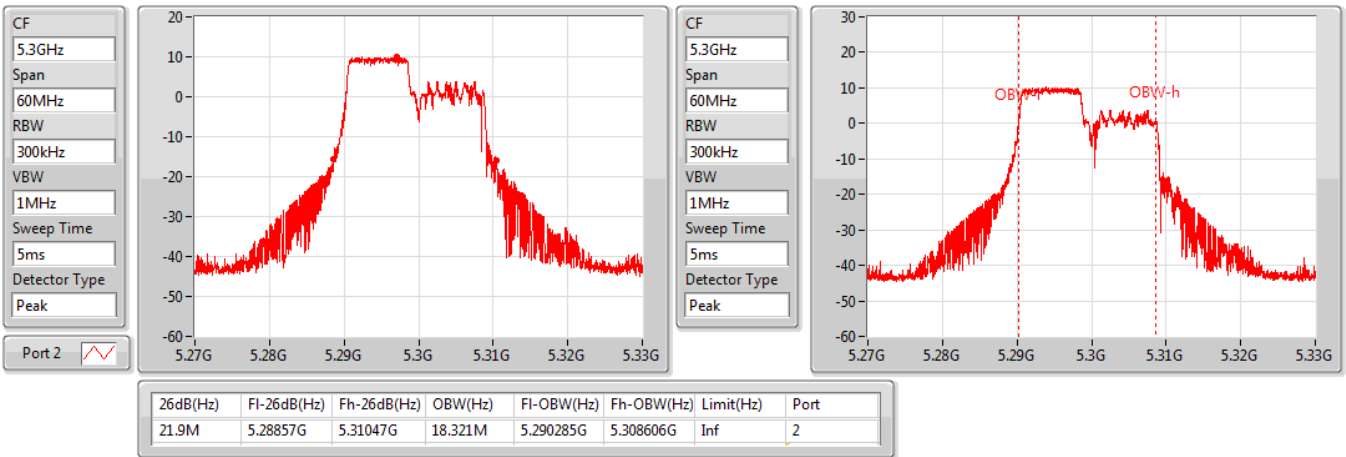 CF
5.3GHz
Span
60MHz
RBW
300kHz
VBW
1MHz
Sweep Time
5ms
Detector Type
Peak
Port 2
20
10
0
-10
-20
-30
-40
-50
-60
5.27G 5.28G 5.29G 5.3G 5.31G 5.32G 5.33G
CF
5.3GHz
Span
60MHz
RBW
300kHz
VBW
1MHz
Sweep Time
5ms
Detector Type
Peak
30
20
10
0
-10
-20
-30
-40
-50
-60
OBW-l OBW-h
5.27G 5.28G 5.29G 5.3G 5.31G 5.32G 5.33G
26dB(Hz) Fl-26dB(Hz) Fh-26dB(Hz) OBW(Hz) Fl-OBW(Hz) Fh-OBW(Hz) Limit(Hz) Port
21.9M 5.28857G 5.31047G 18.321M 5.290285G 5.308606G Inf 2